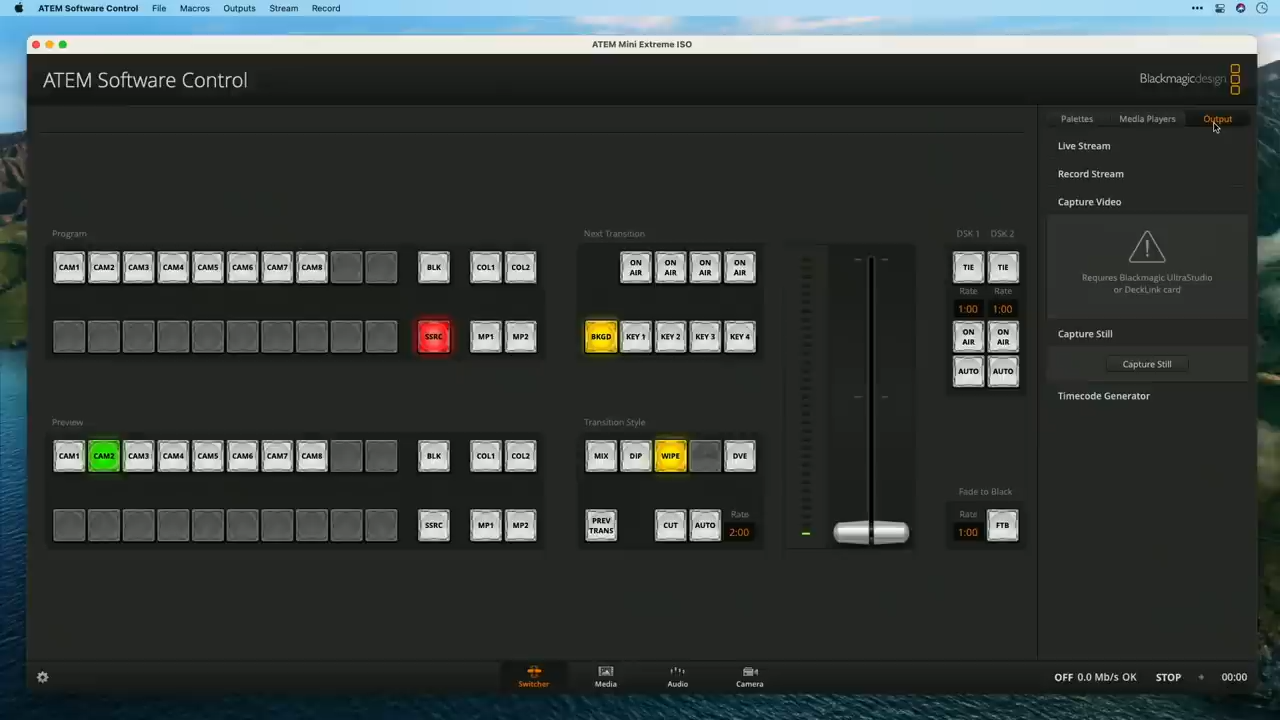 ATEM Software Control File Macros Outputs Stream Record
ATEM Mini Extreme ISO
ATEM Software Control
Blackmagicdesign
Palettes Media Players Output
Live Stream
Record Stream
Capture Video
Requires Blackmagic UltraStudio
or DeckLink card
Capture Still
Capture Still
Timecode Generator
Program
CAM1 CAM2 CAM3 CAM4 CAM5 CAM6 CAM7 CAM8 BLK COL1 COL2
SSRC MP1 MP2
Next Transition
ON AIR ON AIR ON AIR ON AIR
BKGD KEY 1 KEY 2 KEY 3 KEY 4
DSK 1 DSK 2
TIE TIE
Rate Rate
1:00 1:00
ON AIR ON AIR
AUTO AUTO
Preview
CAM1 CAM2 CAM3 CAM4 CAM5 CAM6 CAM7 CAM8 BLK COL1 COL2
SSRC MP1 MP2
Transition Style
MIX DIP WIPE DVE
PREV TRANS CUT AUTO Rate 2:00
Fade to Black
Rate
1:00 FTB
Switcher Media Audio Camera
OFF 0.0 Mb/s OK STOP 00:00